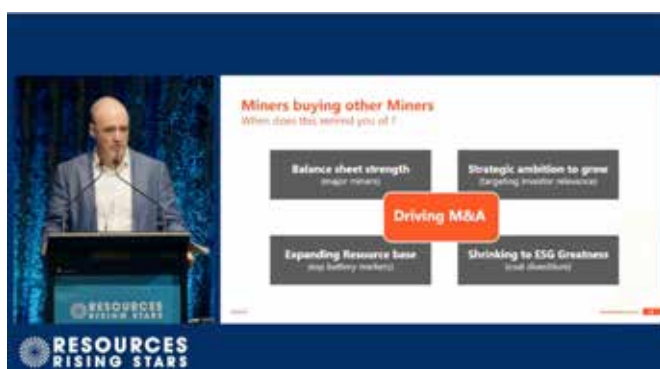 Miners buying other Miners
When does this remind you of ?
Balance sheet strength
(major miners)
Strategic ambition to grow
(targeting investor relevance)
Driving M&A
Expanding Resource base
battery markets)
Shrinking to ESG Greatness
(coal divestiture)
RESOURCES
RISING STARS
RESOURCES
RISING STARS